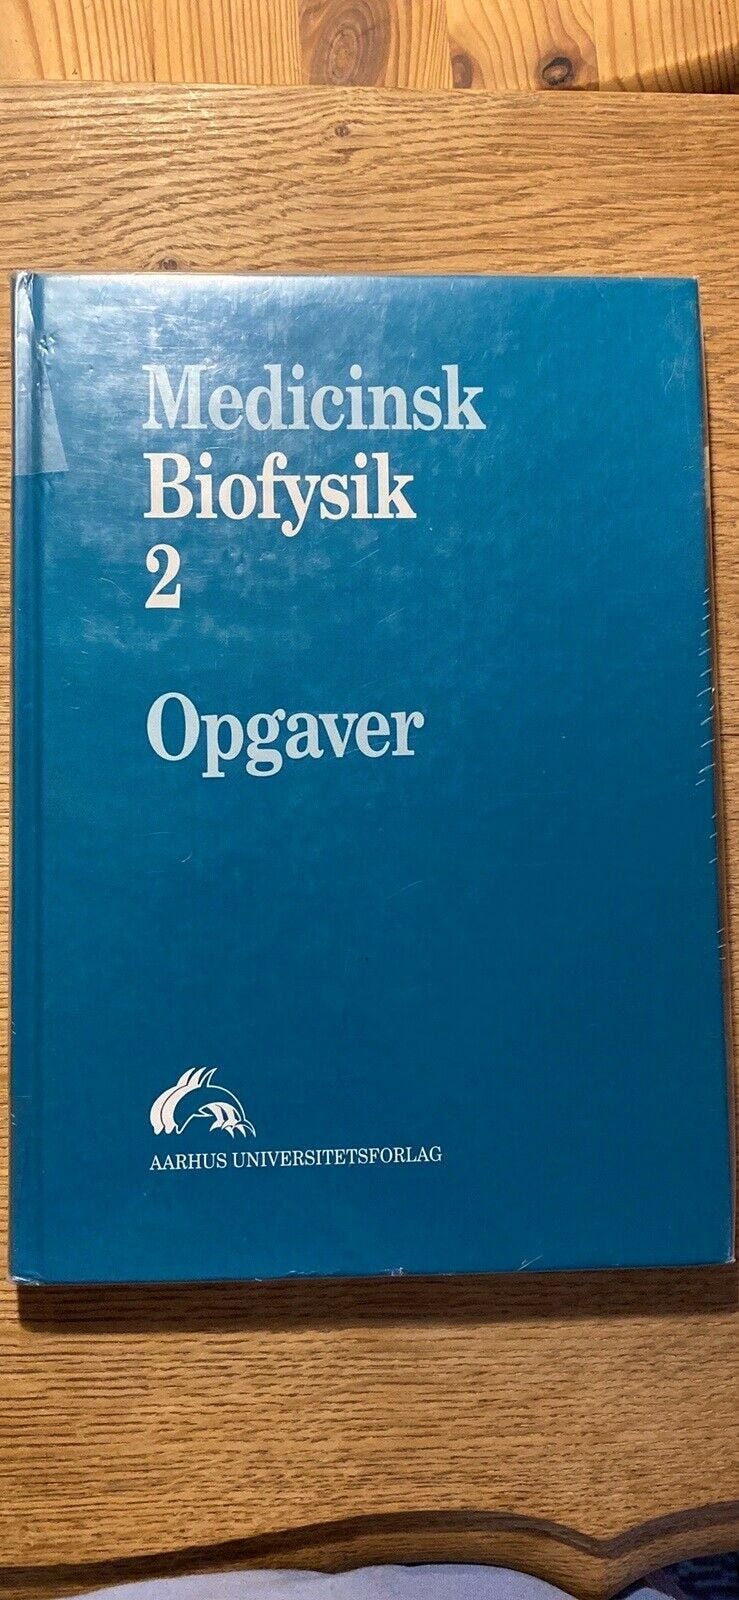 Medicinsk
Biofysik
2
Opgaver
AARHUS UNIVERSITETSFORLAG